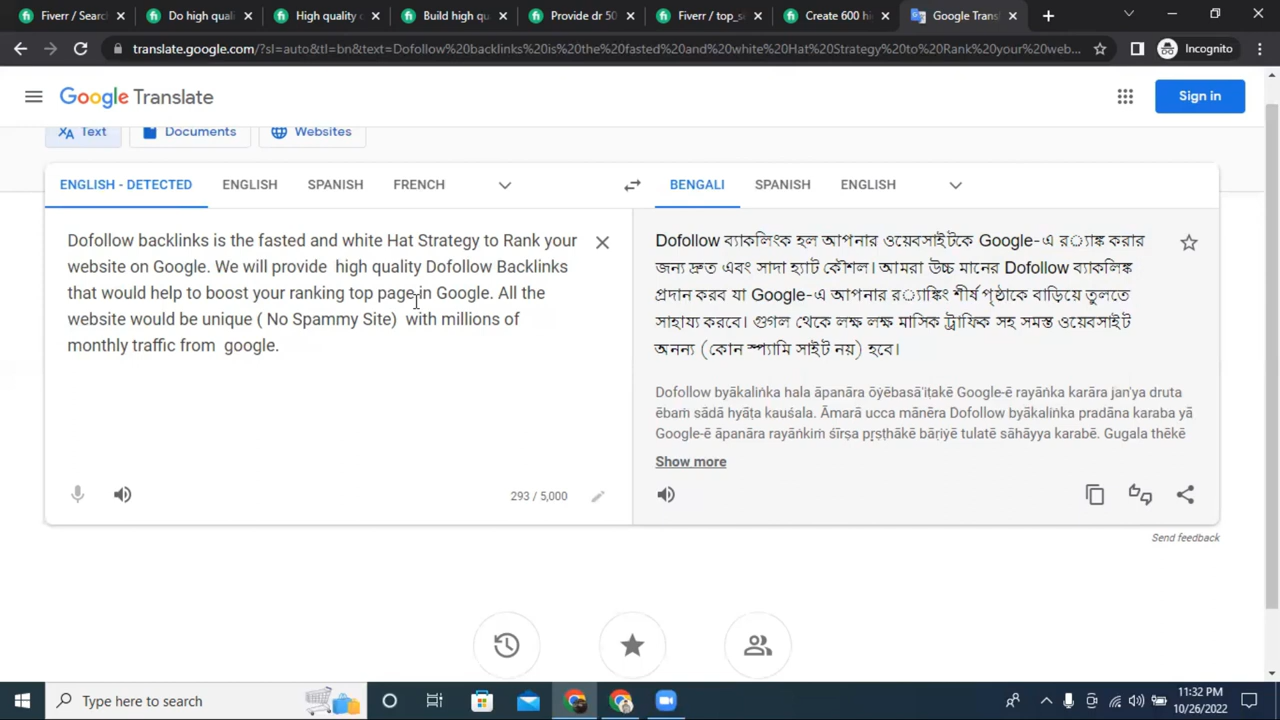 Fiverr / Searc
Do high quali
High quality o
Build high qu
Provide dr 50
Fiverr / top_si
Create 600 hi
Google Trans
translate.google.com/?sl=auto&tl=bn&text=Dofollow%20backlinks%20is%20the%20fasted%20and%20white%20Hat%20Strategy%20to%20Rank%20your%20web...
Incognito
Google Translate
Sign in
Text
Documents
Websites
ENGLISH - DETECTED
ENGLISH
SPANISH
FRENCH
BENGALI
SPANISH
ENGLISH
Dofollow backlinks is the fasted and white Hat Strategy to Rank your
website on Google. We will provide high quality Dofollow Backlinks
that would help to boost your ranking top page in Google. All the
website would be unique ( No Spammy Site) with millions of
monthly traffic from google.
293 / 5,000
Dofollow ব্যাকলিংক হল আপনার ওয়েবসাইটকে Google-এ র‌্যাঙ্ক করার
জন্য দ্রুত এবং সাদা হ্যাট কৌশল। আমরা উচ্চ মানের Dofollow ব্যাকলিঙ্ক
প্রদান করব যা Google-এ আপনার র‌্যাঙ্কিং শীর্ষ পৃষ্ঠাকে বাড়িয়ে তুলতে
সাহায্য করবে। গুগল থেকে লক্ষ লক্ষ মাসিক ট্রাফিক সহ সমস্ত ওয়েবসাইট
অনন্য (কোন স্প্যামি সাইট নয়) হবে।
Dofollow byākaliṅka hala āpanāra ōẏēbasā'iṭakē Google-ē rayāṅka karāra jan'ya druta
ēbaṁ sādā hyāṭa kauśala. Āmarā ucca mānēra Dofollow byākaliṅka pradāna karaba yā
Google-ē āpanāra rayāṅkiṁ śīrṣa pr̥ṣṭhākē bāṛiẏē tulatē sāhāyya karabē. Gugala thēkē
Show more
Send feedback
Type here to search
11:32 PM
10/26/2022